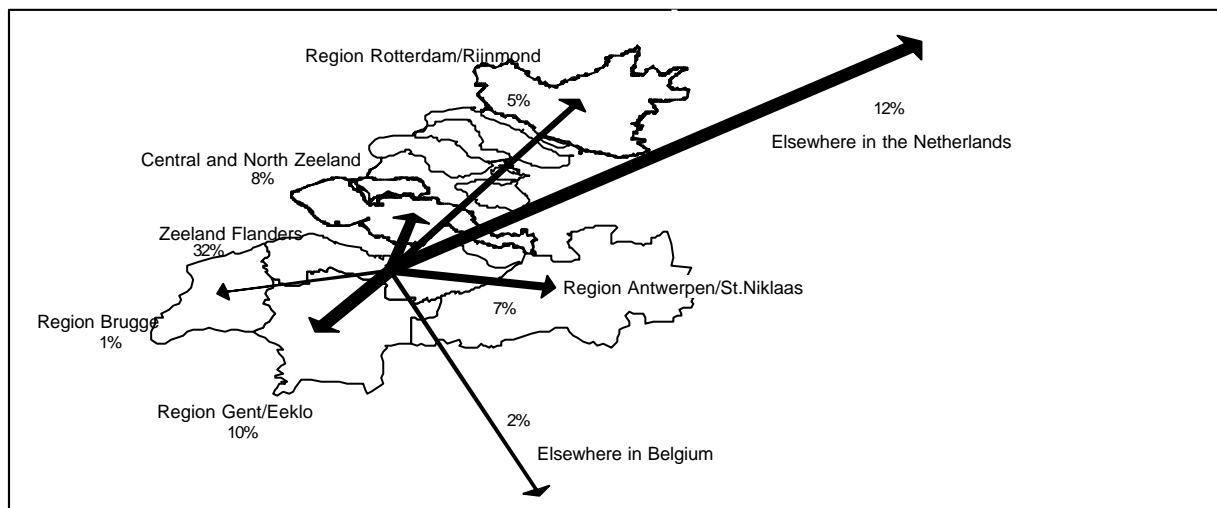 Region Rotterdam/Rijnmond
5%
12%
Elsewhere in the Netherlands
Central and North Zeeland
8%
Zeeland Flanders
32%
Region Antwerpen/St.Niklaas
7%
Region Brugge
1%
Region Gent/Eeklo
10%
2%
Elsewhere in Belgium